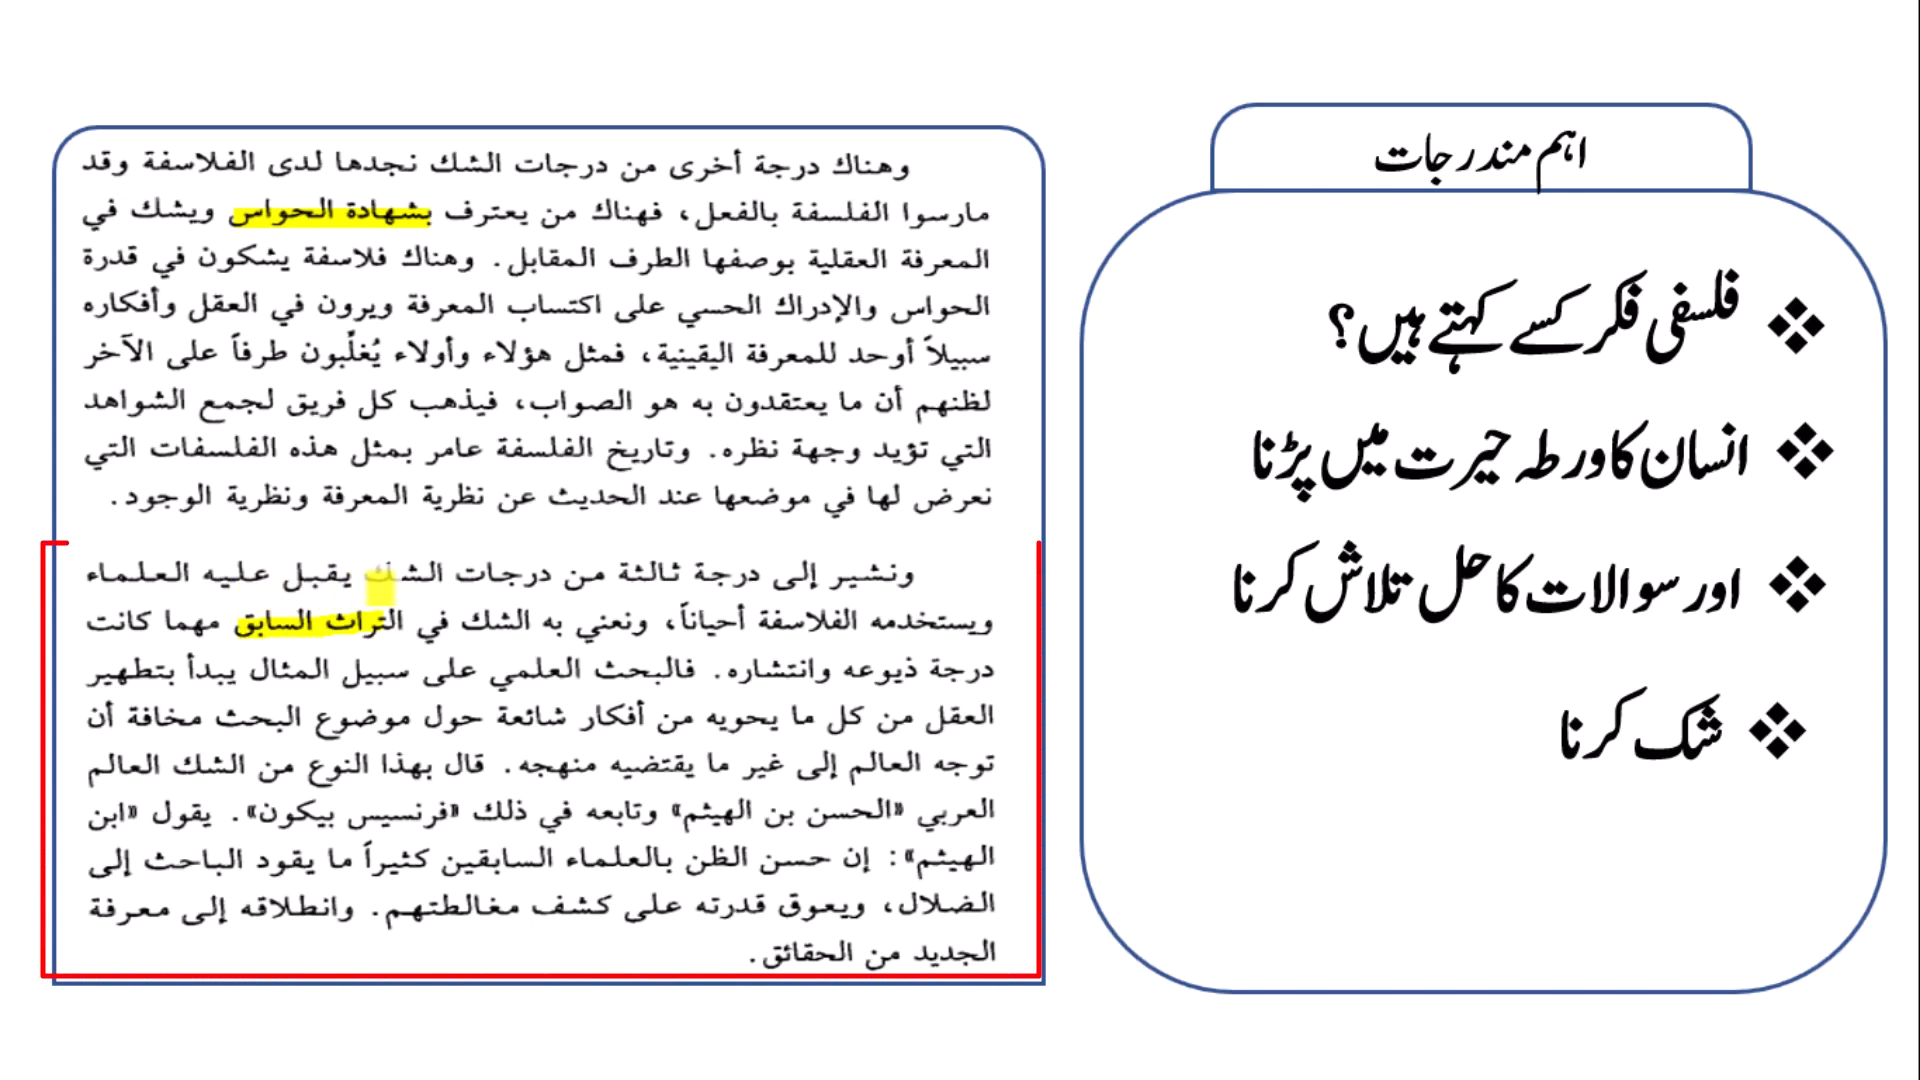 اہم مندرجات
فلسفی فکر کسے کہتے ہیں؟
انسان کا ورطہ حیرت میں پڑنا
اور سوالات کا حل تلاش کرنا
شک کرنا
وهناك درجة أخرى من درجات الشك نجدها لدى الفلاسفة وقد
مارسوا الفلسفة بالفعل، فهناك من يعترف بشهادة الحواس ويشك في
المعرفة العقلية بوصفها الطرف المقابل. وهناك فلاسفة يشكون في قدرة
الحواس والإدراك الحسي على اكتساب المعرفة ويرون في العقل وأفكاره
سبيلاً أوحد للمعرفة اليقينية، فمثل هؤلاء وأولاء يُغلِّبون طرفاً على الآخر
لظنهم أن ما يعتقدون به هو الصواب، فيذهب كل فريق لجمع الشواهد
التي تؤيد وجهة نظره. وتاريخ الفلسفة عامر بمثل هذه الفلسفات التي
نعرض لها في موضعها عند الحديث عن نظرية المعرفة ونظرية الوجود.
ونشير إلى درجة ثالثة من درجات الشك يقبل عليه العلماء
ويستخدمه الفلاسفة أحياناً، ونعني به الشك في التراث السابق مهما كانت
درجة ذيوعه وانتشاره. فالبحث العلمي على سبيل المثال يبدأ بتطهير
العقل من كل ما يحويه من أفكار شائعة حول موضوع البحث مخافة أن
توجه العالم إلى غير ما يقتضيه منهجه. قال بهذا النوع من الشك العالم
العربي «الحسن بن الهيثم» وتابعه في ذلك «فرنسيس بيكون». يقول «ابن
الهيثم»: إن حسن الظن بالعلماء السابقين كثيراً ما يقود الباحث إلى
الضلال، ويعوق قدرته على كشف مغالطتهم. وانطلاقه إلى معرفة
الجديد من الحقائق.